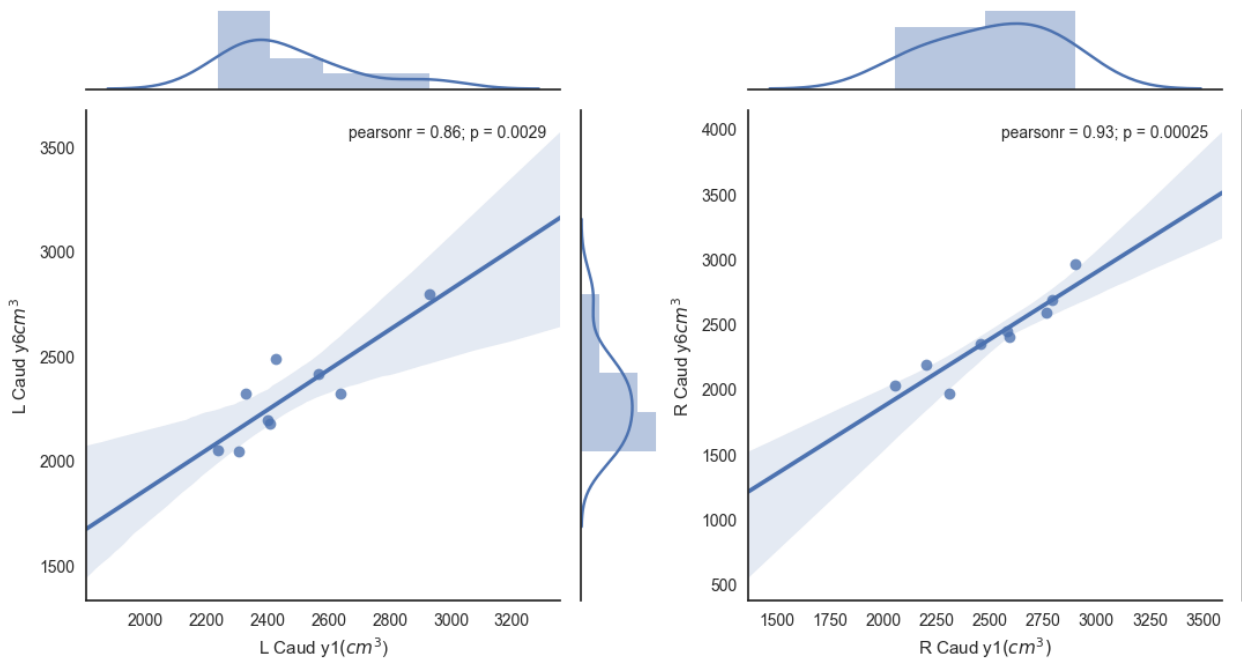 pearsonr = 0.86; p = 0.0029
3500
3000
2500
2000
1500
L Caud y6cm³
2000 2200 2400 2600 2800 3000 3200
L Caud y1(cm³)
pearsonr = 0.93; p = 0.00025
4000
3500
3000
2500
2000
1500
1000
500
R Caud y6cm³
1500 1750 2000 2250 2500 2750 3000 3250 3500
R Caud y1(cm³)